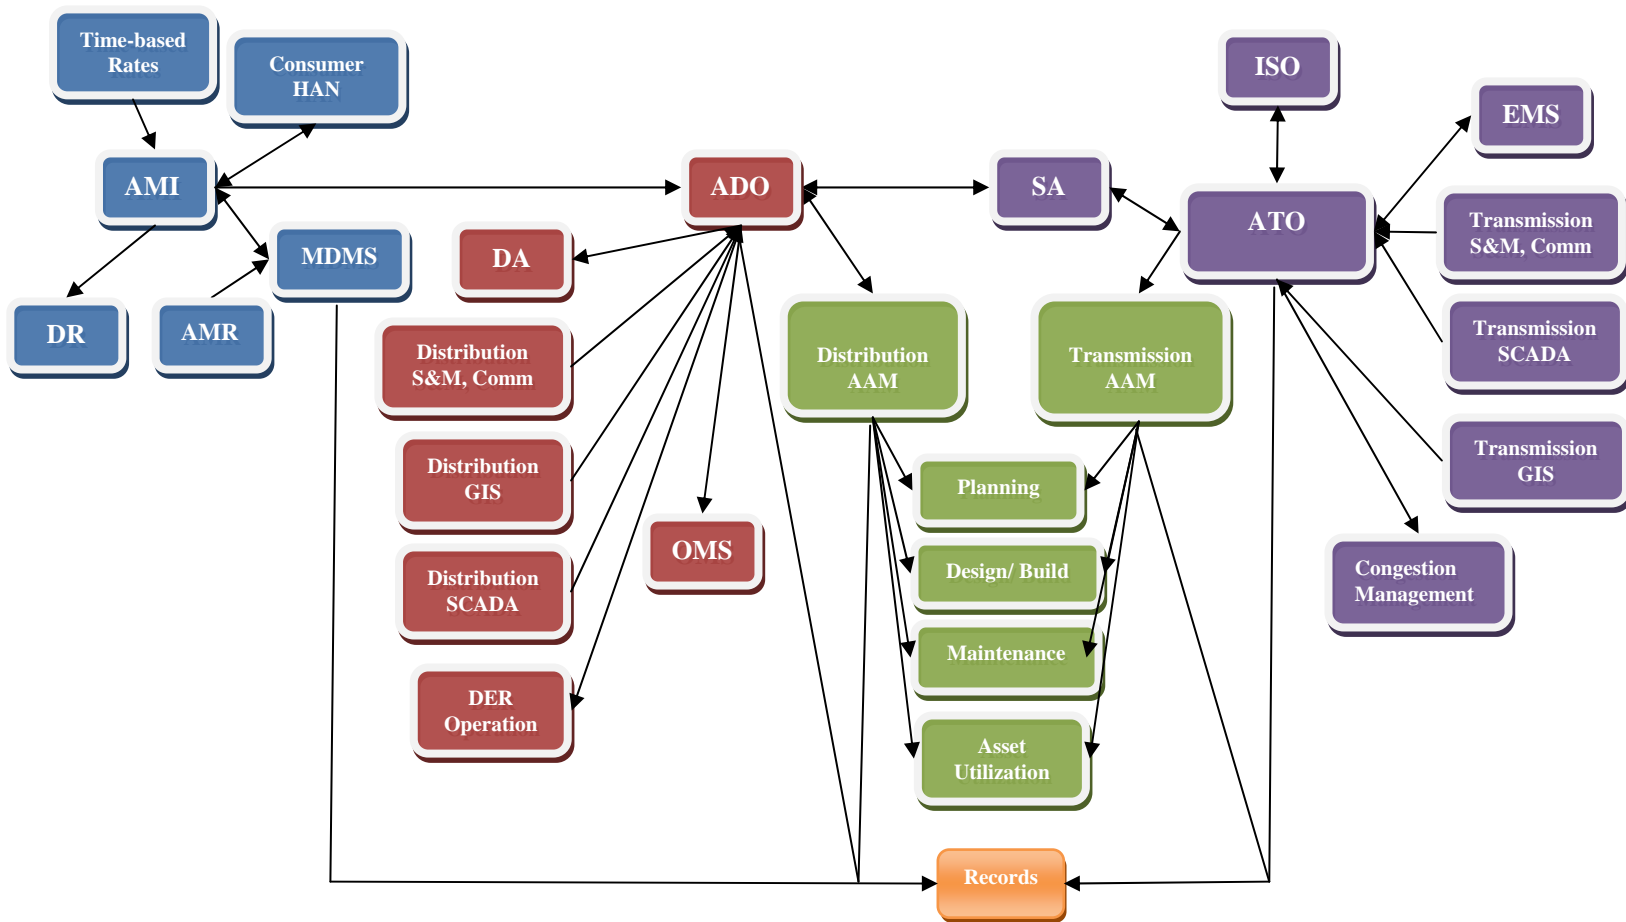 Time-based
Rates
Consumer
HAN
ISO
EMS
AMI
ADO
SA
ATO
Transmission
S&M, Comm
MDMS
DA
DR
AMR
Distribution
S&M, Comm
Distribution
AAM
Transmission
AAM
Transmission
SCADA
Distribution
GIS
Planning
Transmission
GIS
OMS
Distribution
SCADA
Design/ Build
Congestion
Management
Maintenance
DER
Operation
Asset
Utilization
Records